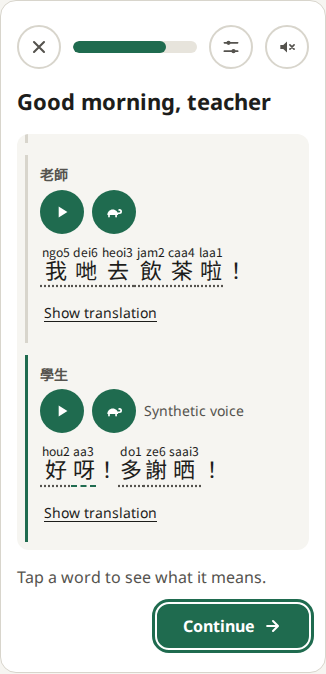 Good morning, teacher
老師
ngo5 dei6 heoi3 jam2 caa4 laa1
我哋去飲茶啦！
Show translation
學生
Synthetic voice
hou2 aa3 do1 ze6 saai3
好呀！多謝晒！
Show translation
Tap a word to see what it means.
Continue